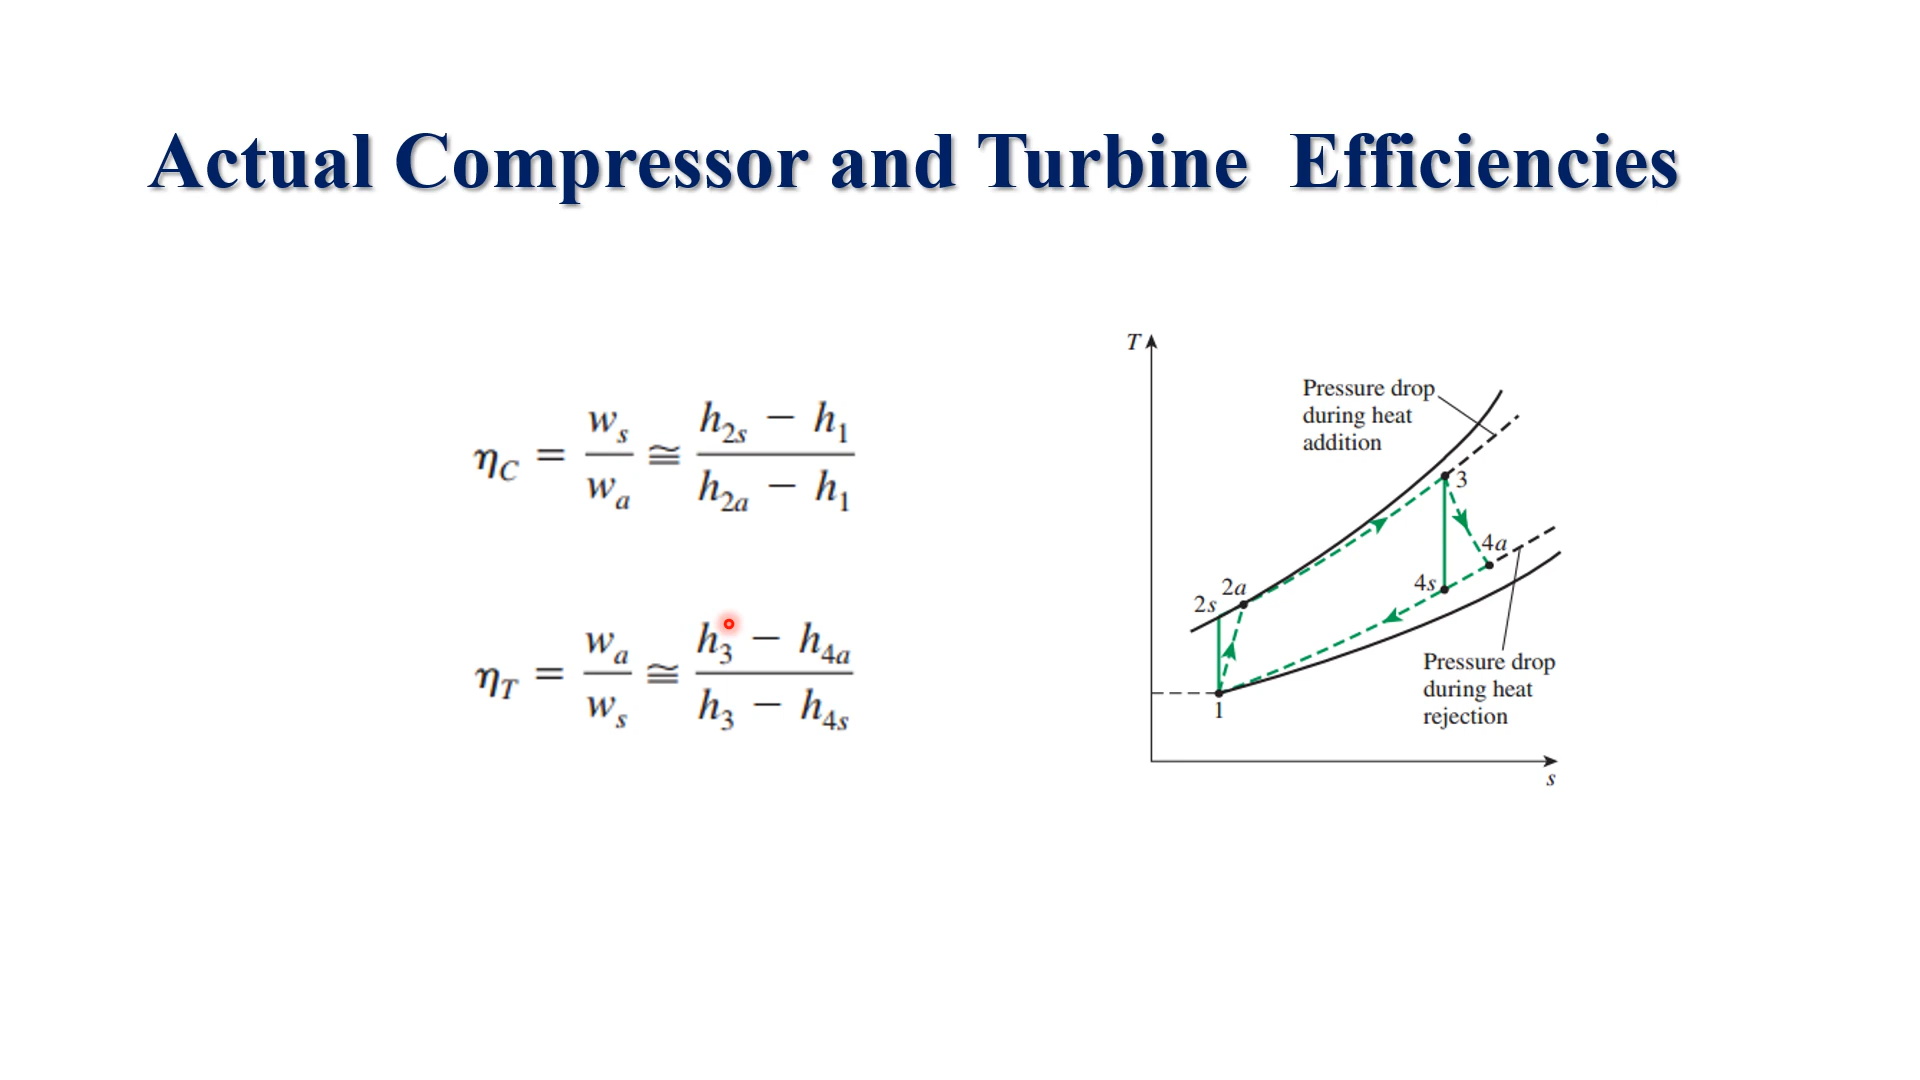 Actual Compressor and Turbine Efficiencies
η_C = w_s / w_a ≅ (h_2s − h_1) / (h_2a − h_1)
η_T = w_a / w_s ≅ (h_3 − h_4a) / (h_3 − h_4s)
T
Pressure drop
during heat
addition
3
4a
4s
2a
2s
1
Pressure drop
during heat
rejection
s